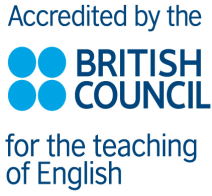 Accredited by the
BRITISH
COUNCIL
for the teaching
of English